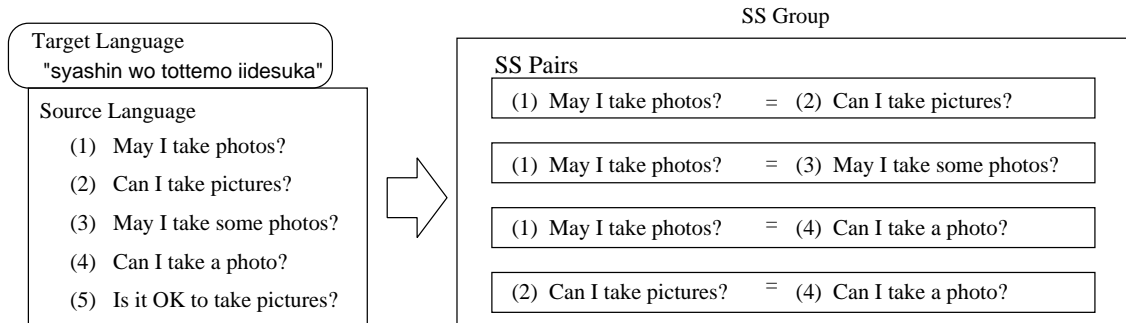 SS Group
Target Language
"syashin wo tottemo iidesuka"
Source Language
(1) May I take photos?
(2) Can I take pictures?
(3) May I take some photos?
(4) Can I take a photo?
(5) Is it OK to take pictures?
SS Pairs
(1) May I take photos? = (2) Can I take pictures?
(1) May I take photos? = (3) May I take some photos?
(1) May I take photos? = (4) Can I take a photo?
(2) Can I take pictures? = (4) Can I take a photo?